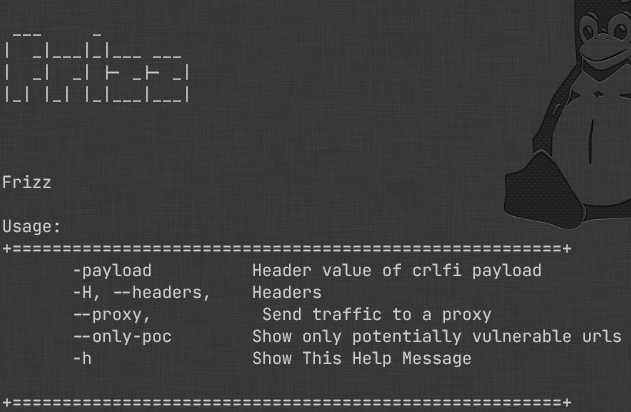 Frizz
Frizz
Usage:
+=======================================================+
-payload Header value of crlfi payload
-H, --headers, Headers
--proxy, Send traffic to a proxy
--only-poc Show only potentially vulnerable urls
-h Show This Help Message
+=======================================================+